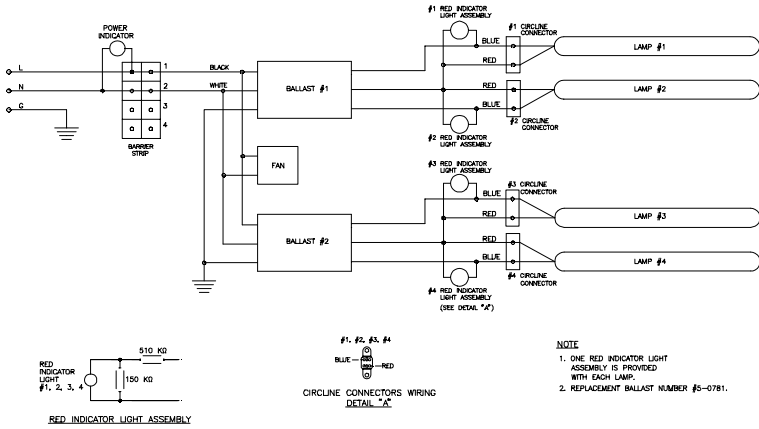 POWER
INDICATOR
L
N
G
1
2
3
4
BARRIER
STRIP
BLACK
WHITE
BALLAST #1
FAN
BALLAST #2
#1 RED INDICATOR
LIGHT ASSEMBLY
BLUE
RED
#1 CIRCLINE
CONNECTOR
LAMP #1
RED
BLUE
#2 CIRCLINE
CONNECTOR
LAMP #2
#2 RED INDICATOR
LIGHT ASSEMBLY
#3 RED INDICATOR
LIGHT ASSEMBLY
BLUE
RED
#3 CIRCLINE
CONNECTOR
LAMP #3
RED
BLUE
#4 CIRCLINE
CONNECTOR
LAMP #4
#4 RED INDICATOR
LIGHT ASSEMBLY
(SEE DETAIL "A")
RED
INDICATOR
LIGHT
#1, 2, 3, 4
510 KΩ
150 KΩ
RED INDICATOR LIGHT ASSEMBLY
#1, #2, #3, #4
BLUE
RED
CIRCLINE CONNECTORS WIRING
DETAIL "A"
NOTE
1. ONE RED INDICATOR LIGHT
ASSEMBLY IS PROVIDED
WITH EACH LAMP.
2. REPLACEMENT BALLAST NUMBER #5-0781.